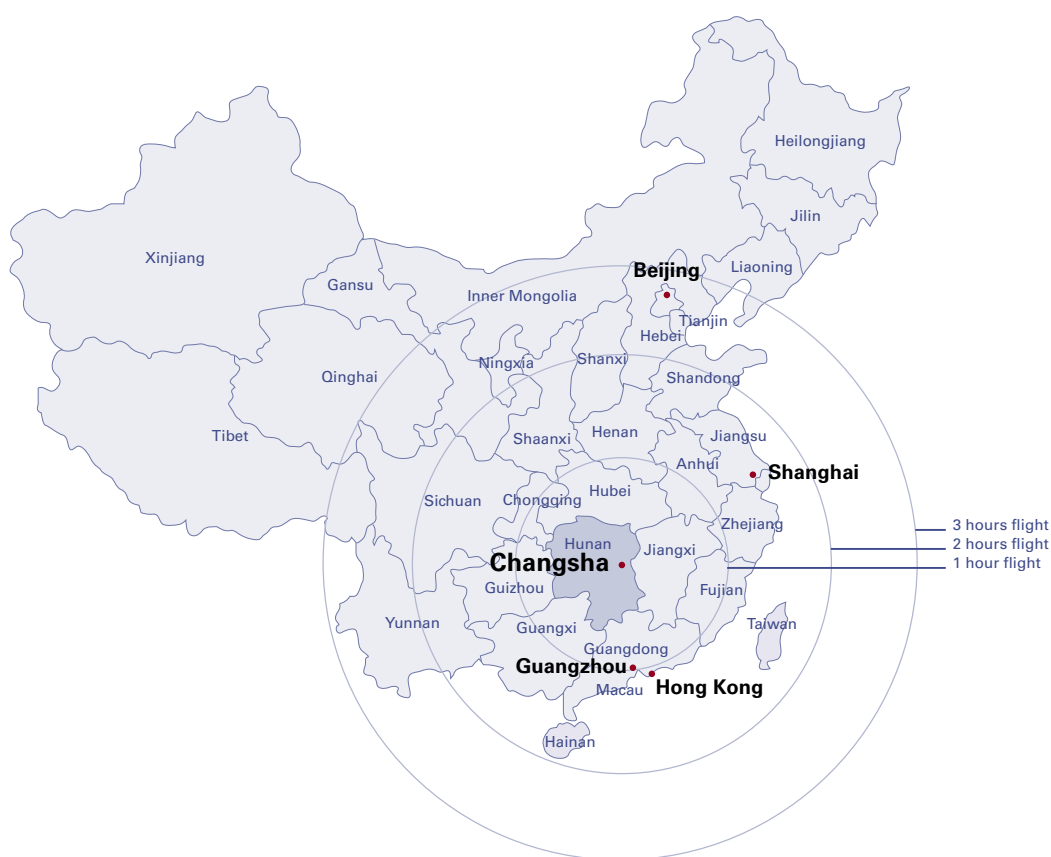 Heilongjiang
Jilin
Xinjiang
Liaoning
Beijing
Gansu
Inner Mongolia
Tianjin
Hebei
Shanxi
Ningxia
Qinghai
Shandong
Tibet
Shaanxi
Henan
Jiangsu
Anhui
Shanghai
Sichuan
Chongqing
Hubei
Zhejiang
3 hours flight
2 hours flight
1 hour flight
Hunan
Jiangxi
Changsha
Guizhou
Fujian
Yunnan
Guangxi
Taiwan
Guangdong
Guangzhou
Macau
Hong Kong
Hainan